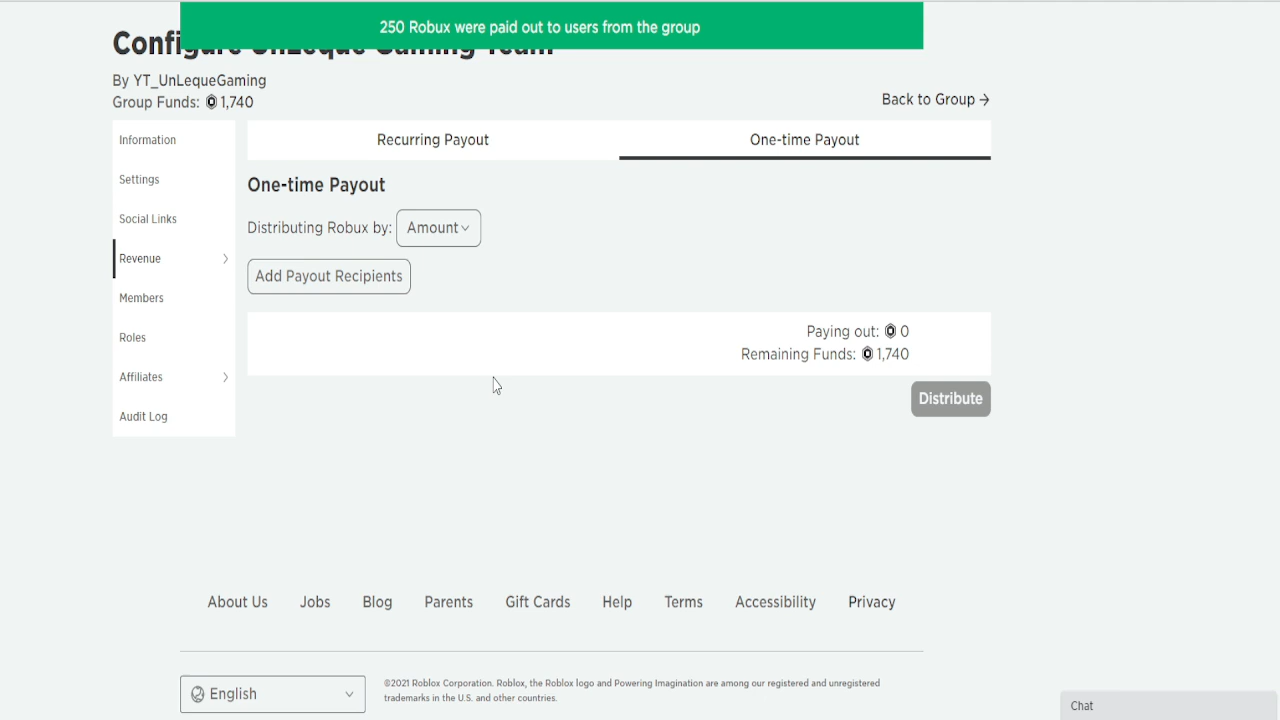 250 Robux were paid out to users from the group
Configure UnLeque Gaming Team
By YT_UnLequeGaming
Group Funds: 1,740
Back to Group →
Information
Settings
Social Links
Revenue
Members
Roles
Affiliates
Audit Log
Recurring Payout
One-time Payout
One-time Payout
Distributing Robux by: Amount
Add Payout Recipients
Paying out: 0
Remaining Funds: 1,740
Distribute
About Us Jobs Blog Parents Gift Cards Help Terms Accessibility Privacy
English
©2021 Roblox Corporation. Roblox, the Roblox logo and Powering Imagination are among our registered and unregistered
trademarks in the U.S. and other countries.
Chat